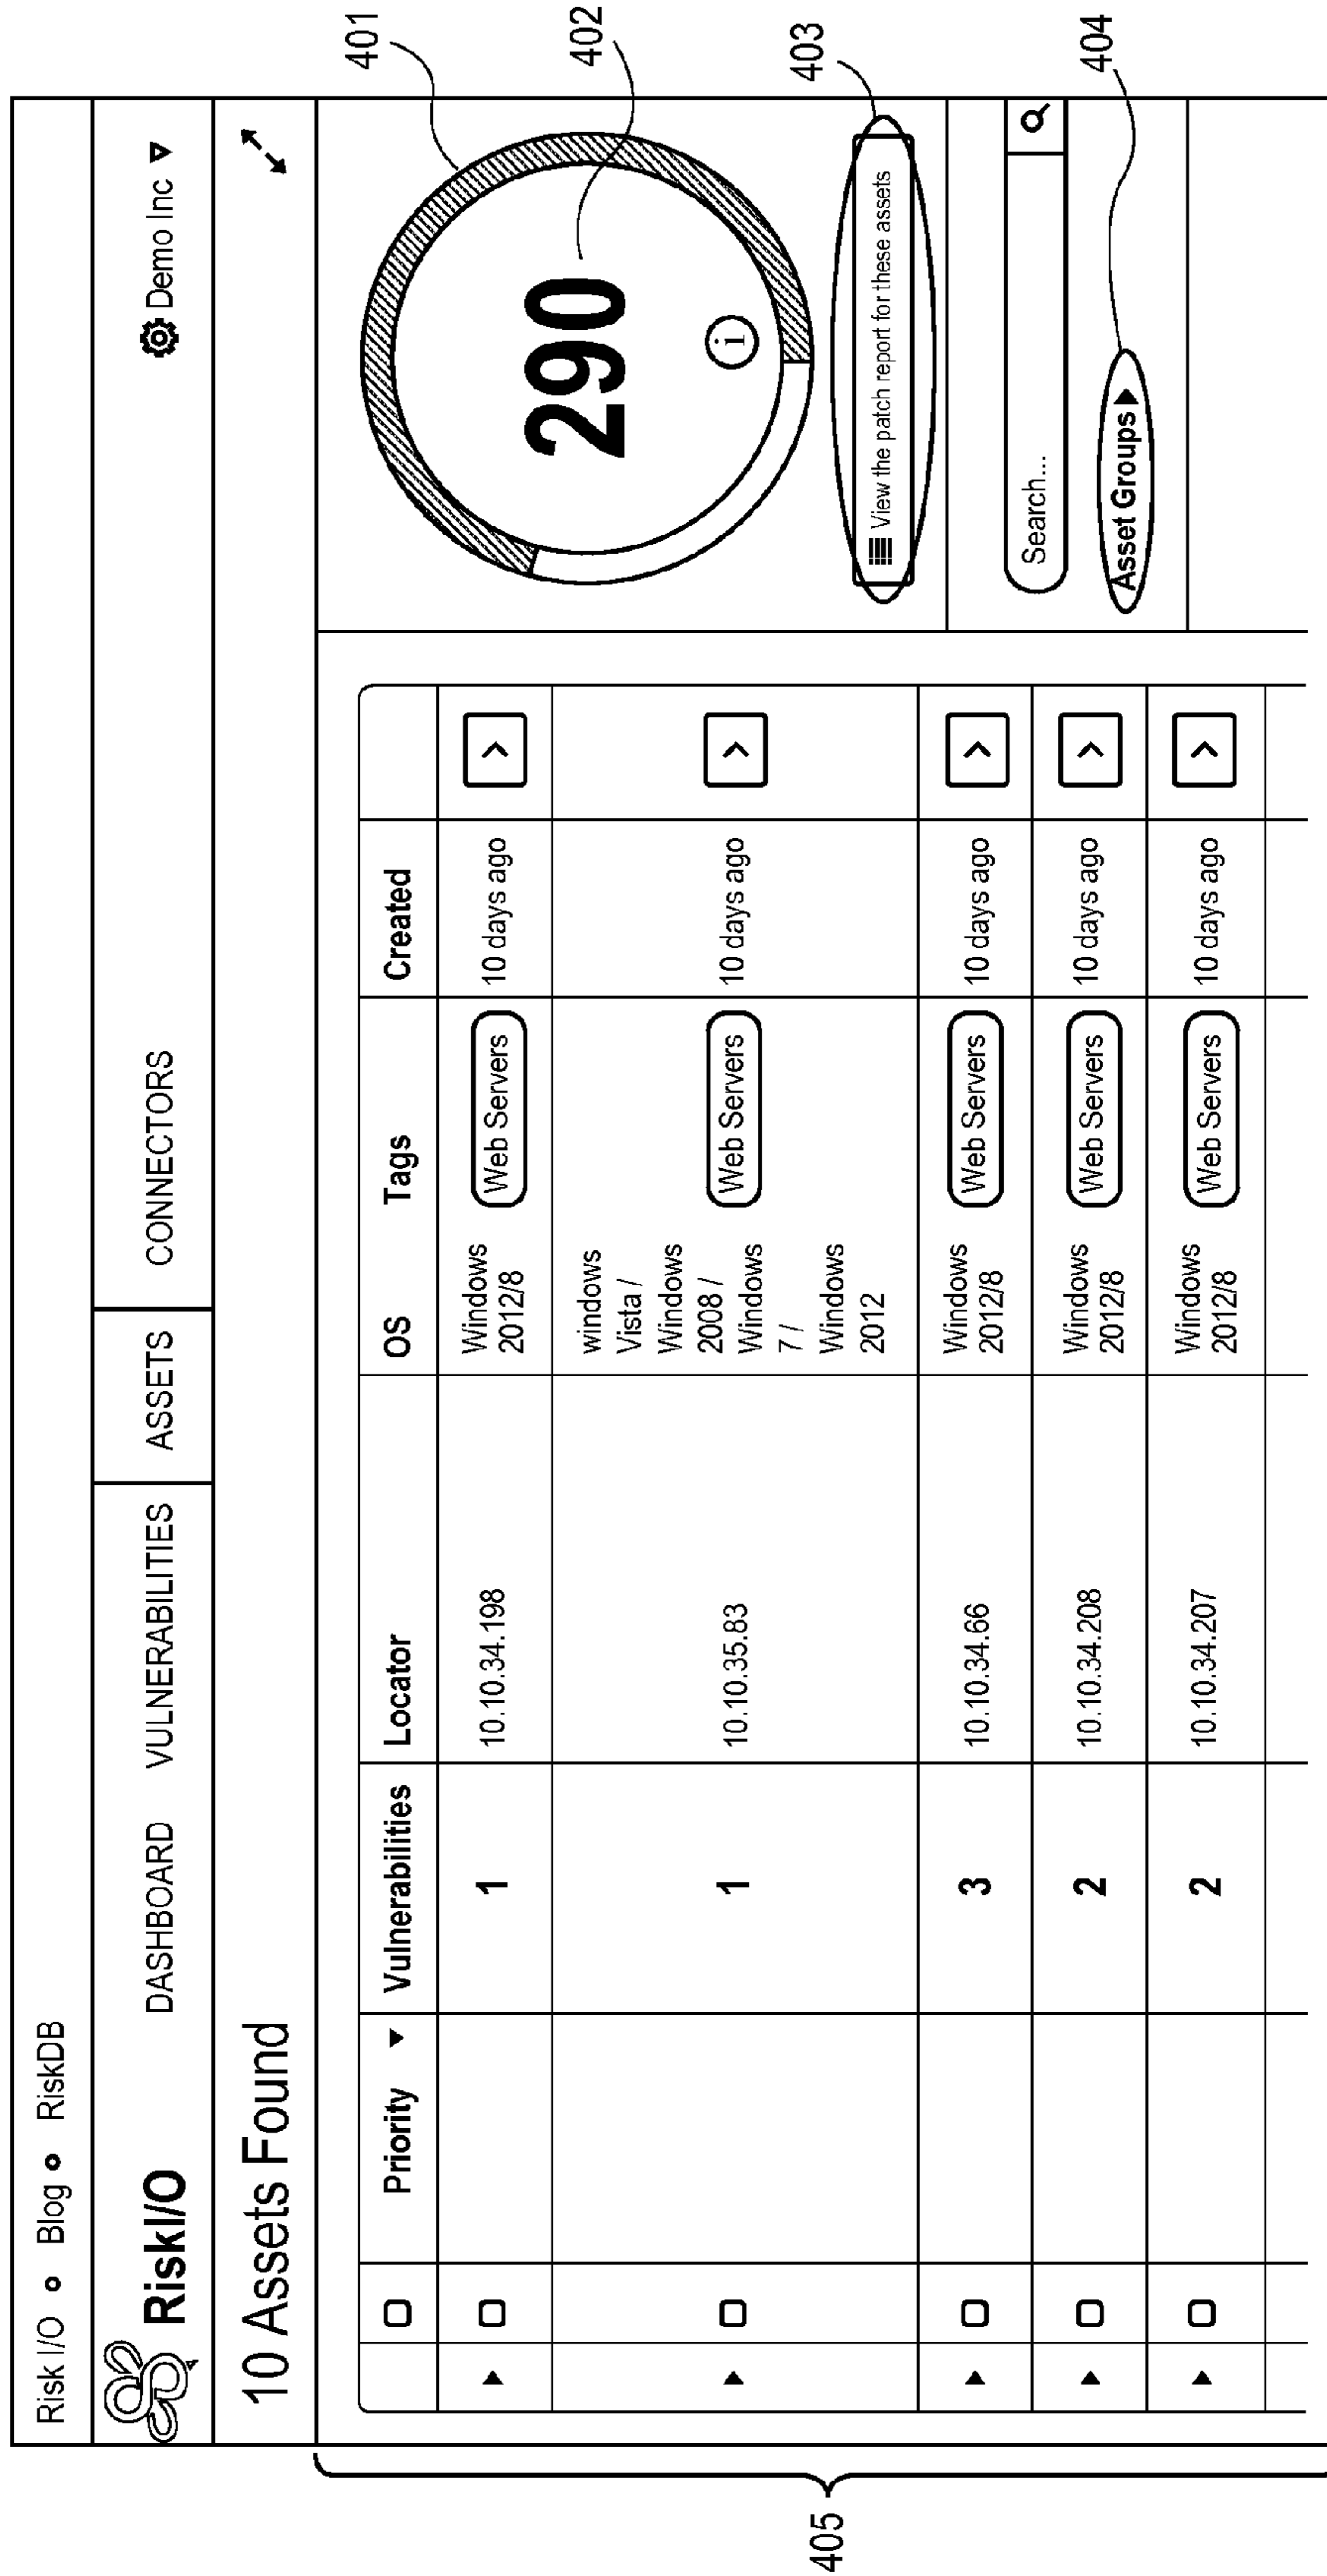 Risk I/O o Blog o RiskDB
RiskI/O DASHBOARD VULNERABILITIES ASSETS CONNECTORS Demo Inc
10 Assets Found
Priority Vulnerabilities Locator OS Tags Created
1 10.10.34.198 Windows Web Servers 10 days ago
2012/8
1 10.10.35.83 windows Web Servers 10 days ago
Vista /
Windows
2008 /
Windows
7 /
Windows
2012
3 10.10.34.66 Windows Web Servers 10 days ago
2012/8
2 10.10.34.208 Windows Web Servers 10 days ago
2012/8
2 10.10.34.207 Windows Web Servers 10 days ago
2012/8
290
i
View the patch report for these assets
Search...
Asset Groups
401
402
403
404
405